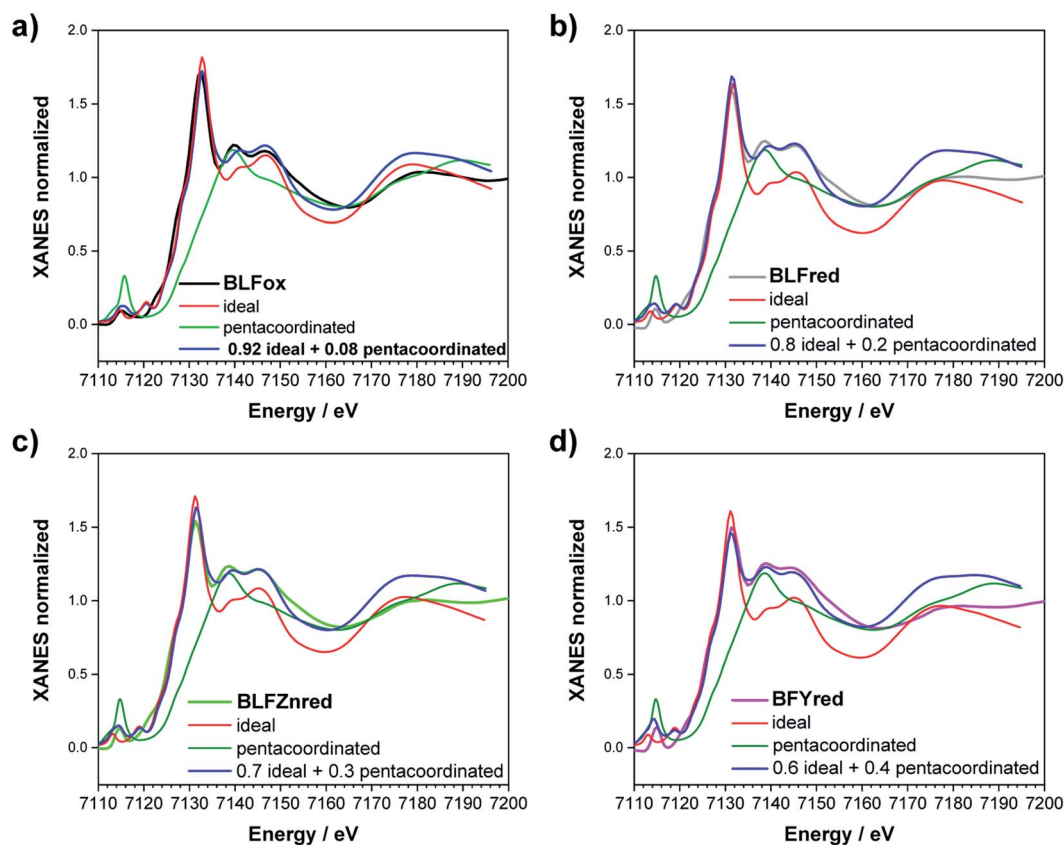 a)
XANES normalized
2.0
1.5
1.0
0.5
0.0
BLFox
ideal
pentacoordinated
0.92 ideal + 0.08 pentacoordinated
7110 7120 7130 7140 7150 7160 7170 7180 7190 7200
Energy / eV
b)
XANES normalized
2.0
1.5
1.0
0.5
0.0
BLFred
ideal
pentacoordinated
0.8 ideal + 0.2 pentacoordinated
7110 7120 7130 7140 7150 7160 7170 7180 7190 7200
Energy / eV
c)
XANES normalized
2.0
1.5
1.0
0.5
0.0
BLFZnred
ideal
pentacoordinated
0.7 ideal + 0.3 pentacoordinated
7110 7120 7130 7140 7150 7160 7170 7180 7190 7200
Energy / eV
d)
XANES normalized
2.0
1.5
1.0
0.5
0.0
BFYred
ideal
pentacoordinated
0.6 ideal + 0.4 pentacoordinated
7110 7120 7130 7140 7150 7160 7170 7180 7190 7200
Energy / eV